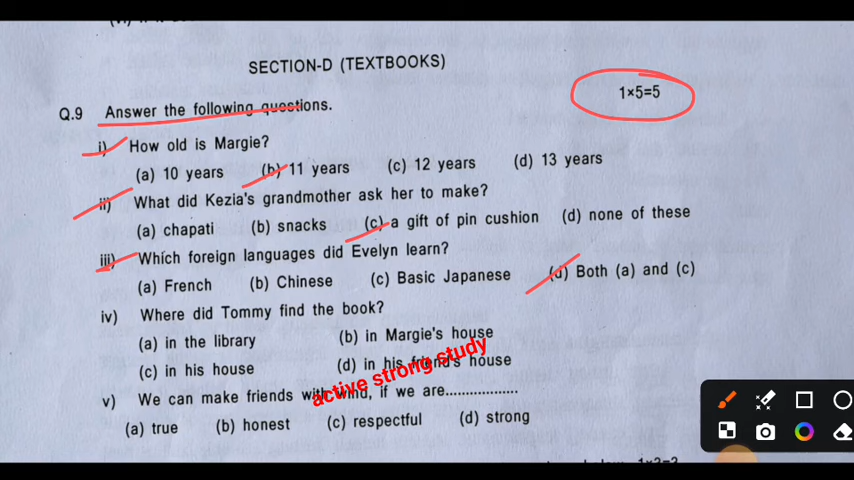 SECTION-D (TEXTBOOKS)
1×5=5
Q.9 Answer the following questions.
i) How old is Margie?
(a) 10 years (b) 11 years (c) 12 years (d) 13 years
ii) What did Kezia's grandmother ask her to make?
(a) chapati (b) snacks (c) a gift of pin cushion (d) none of these
iii) Which foreign languages did Evelyn learn?
(a) French (b) Chinese (c) Basic Japanese (d) Both (a) and (c)
iv) Where did Tommy find the book?
(a) in the library (b) in Margie's house
(c) in his house (d) in his friend's house
active strong study
v) We can make friends with wind, if we are..................
(a) true (b) honest (c) respectful (d) strong